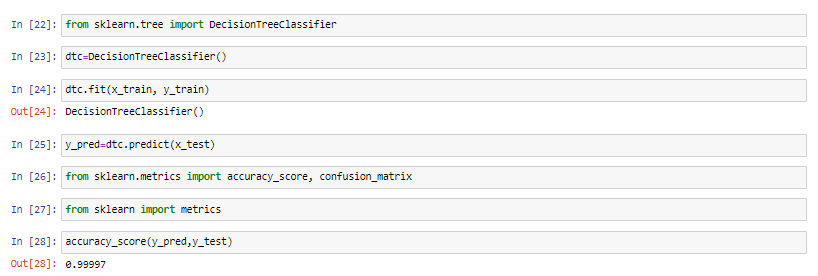 In [22]: from sklearn.tree import DecisionTreeClassifier
In [23]: dtc=DecisionTreeClassifier()
In [24]: dtc.fit(x_train, y_train)
Out[24]: DecisionTreeClassifier()
In [25]: y_pred=dtc.predict(x_test)
In [26]: from sklearn.metrics import accuracy_score, confusion_matrix
In [27]: from sklearn import metrics
In [28]: accuracy_score(y_pred,y_test)
Out[28]: 0.99997